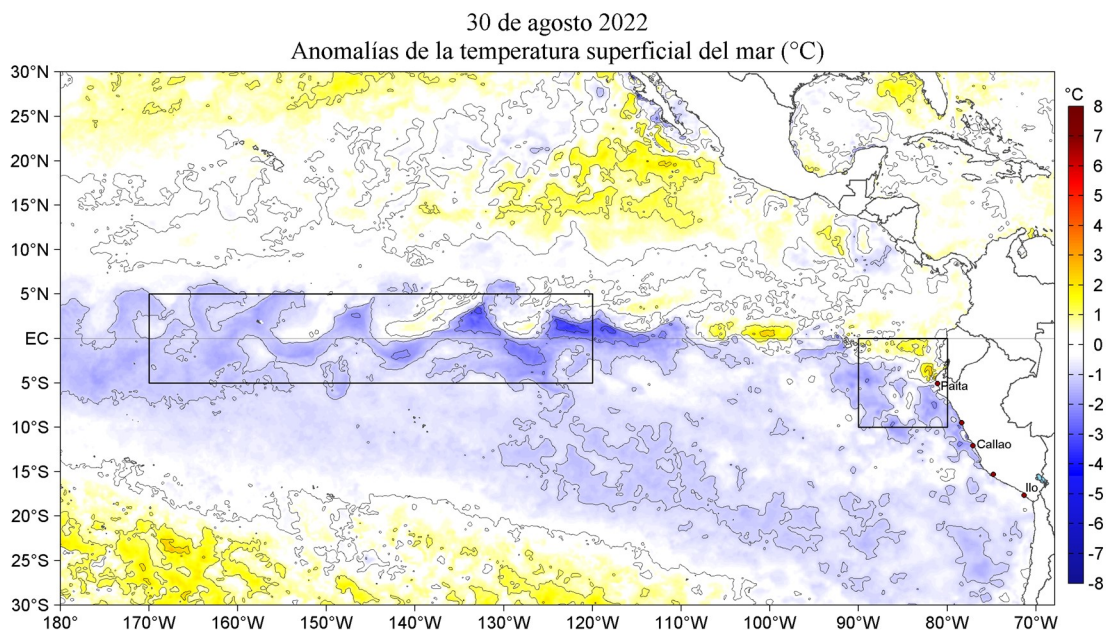 30 de agosto 2022
Anomalías de la temperatura superficial del mar (°C)
30°N
25°N
20°N
15°N
10°N
5°N
EC
5°S
10°S
15°S
20°S
25°S
30°S
180
170°W
160°W
150°W
140°W
130°W
120°W
110°W
100°W
90°W
80°W
70°W
Paita
Callao
Ilo
°C
8
7
6
5
4
3
2
1
0
-1
-2
-3
-4
-5
-6
-7
-8